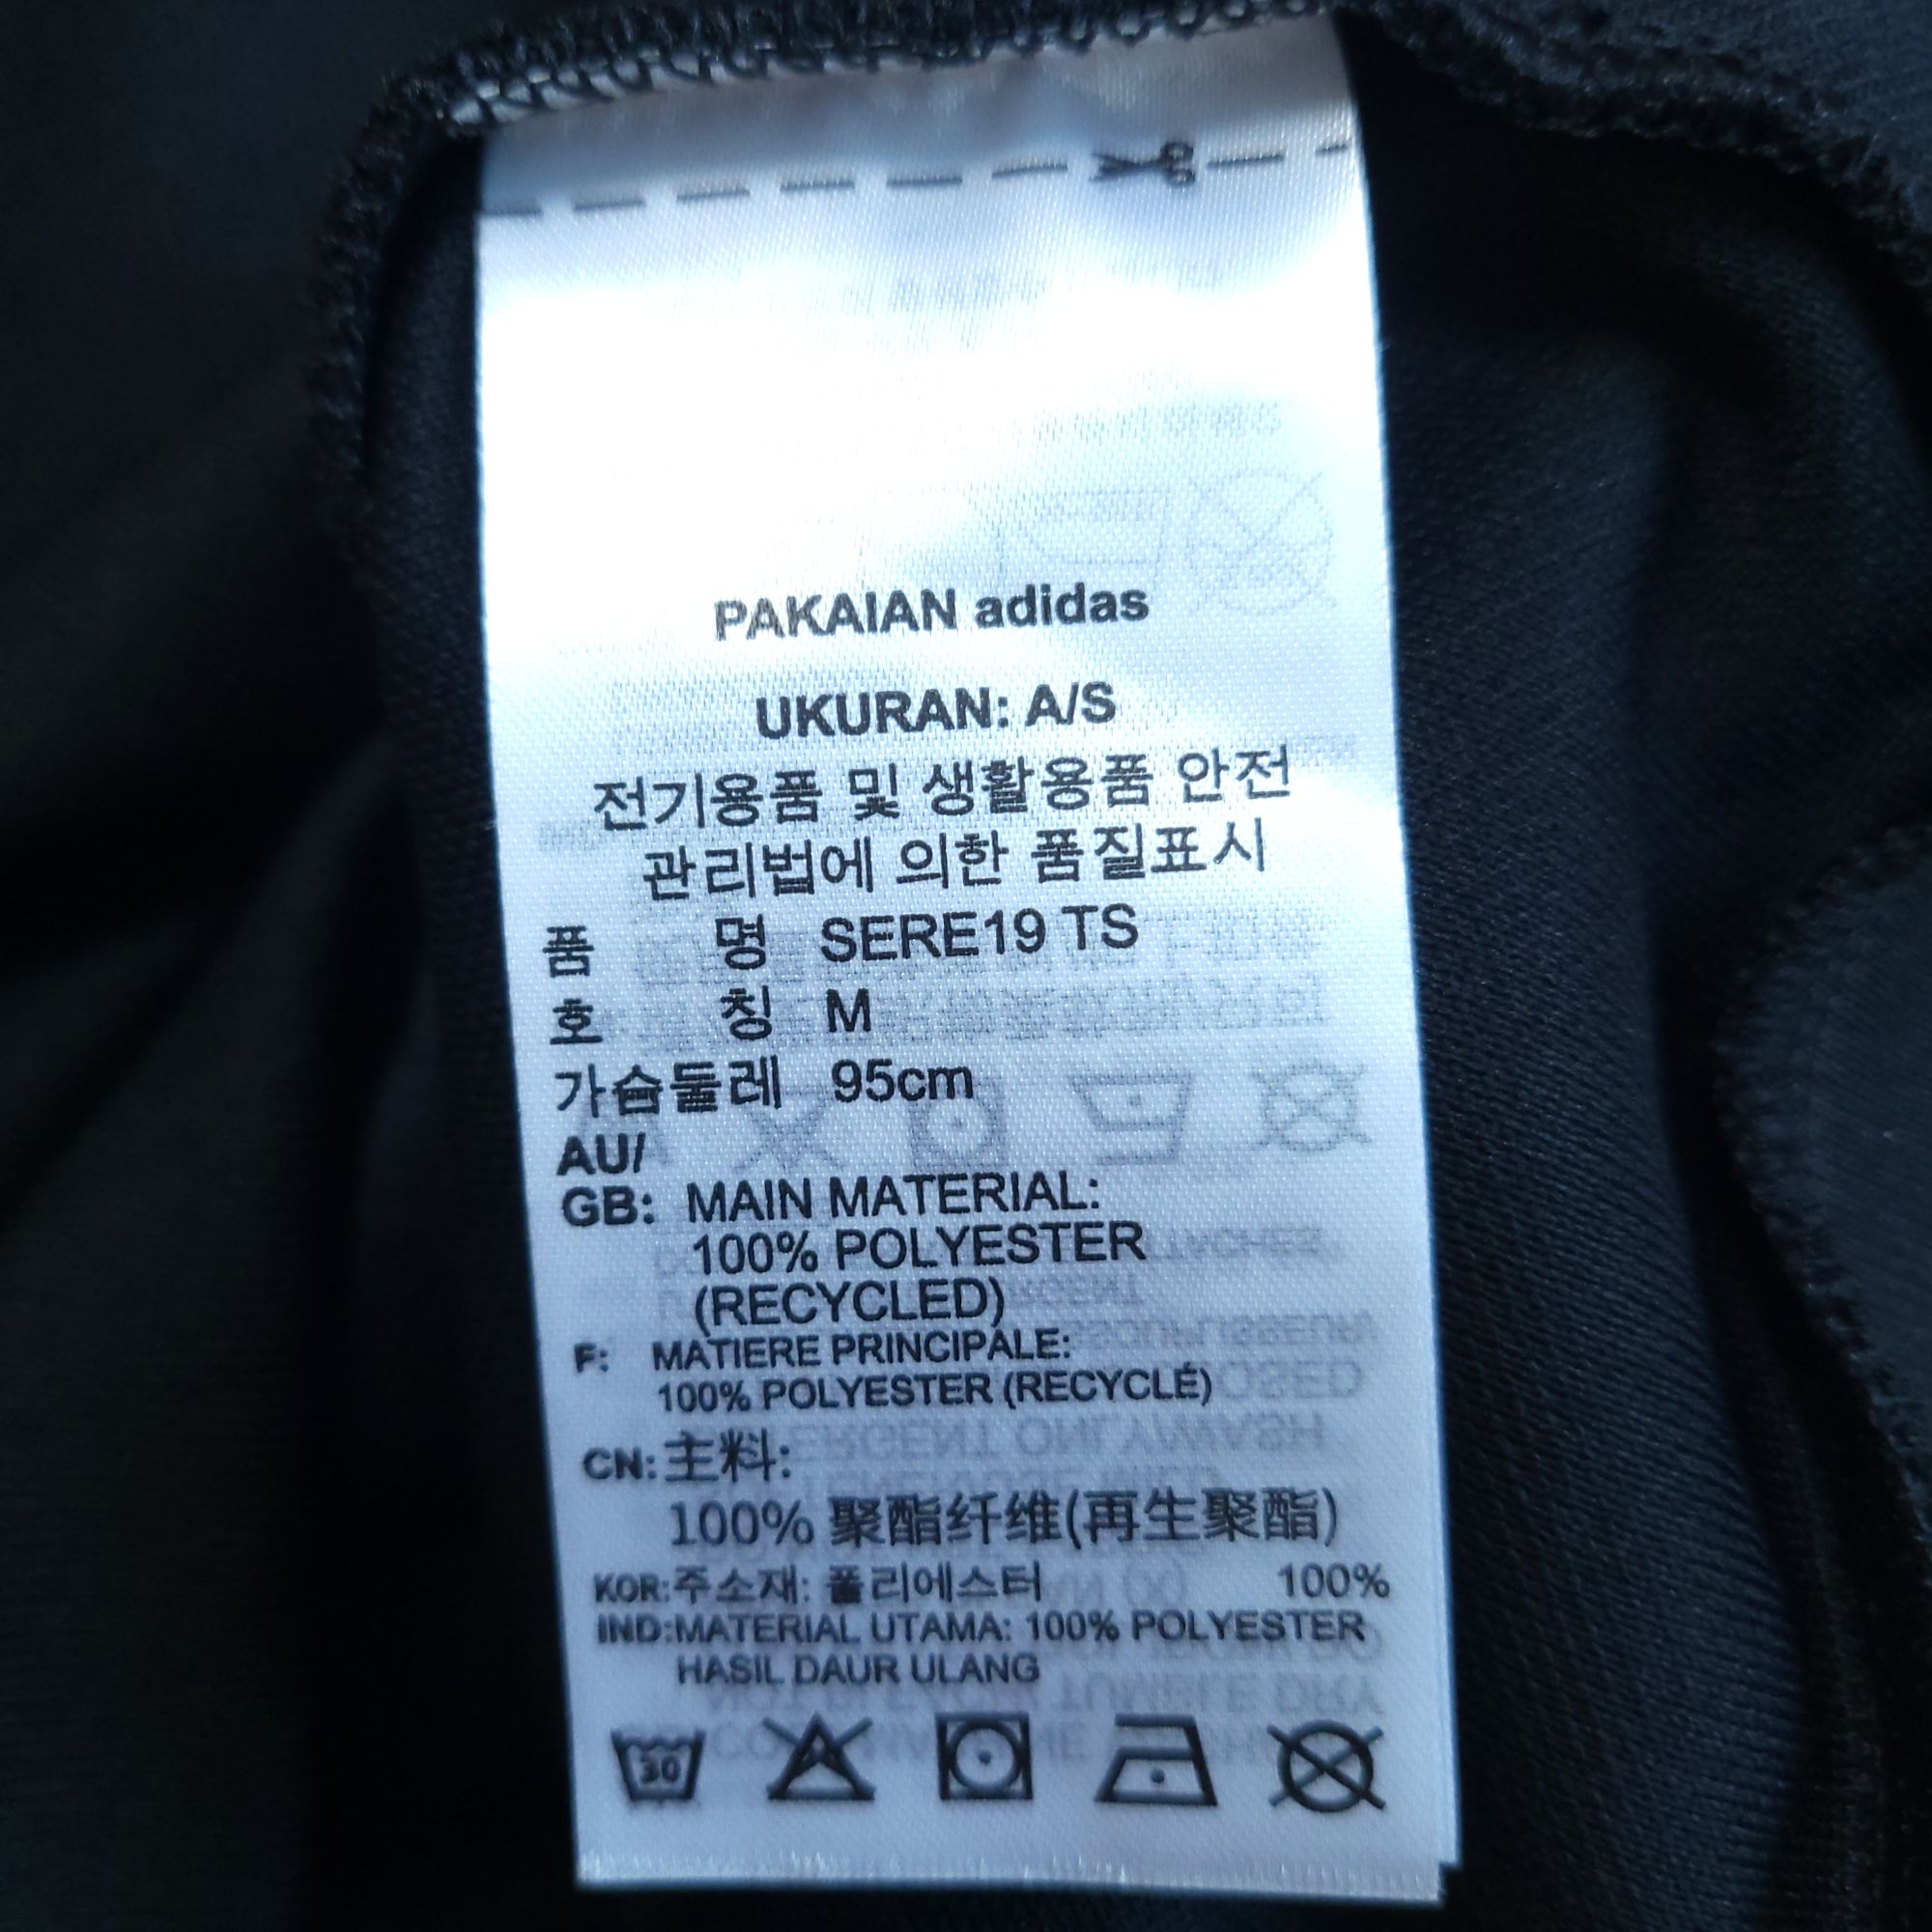 PAKAIAN adidas
UKURAN: A/S
전기용품 및 생활용품 안전
관리법에 의한 품질표시
품 명 SERE19 TS
호 칭 M
가슴둘레 95cm
AU/
GB: MAIN MATERIAL:
100% POLYESTER
(RECYCLED)
F: MATIERE PRINCIPALE:
100% POLYESTER (RECYCLÉ)
CN: 主料:
100% 聚酯纤维(再生聚酯)
KOR: 주소재: 폴리에스터 100%
IND:MATERIAL UTAMA: 100% POLYESTER
HASIL DAUR ULANG
30